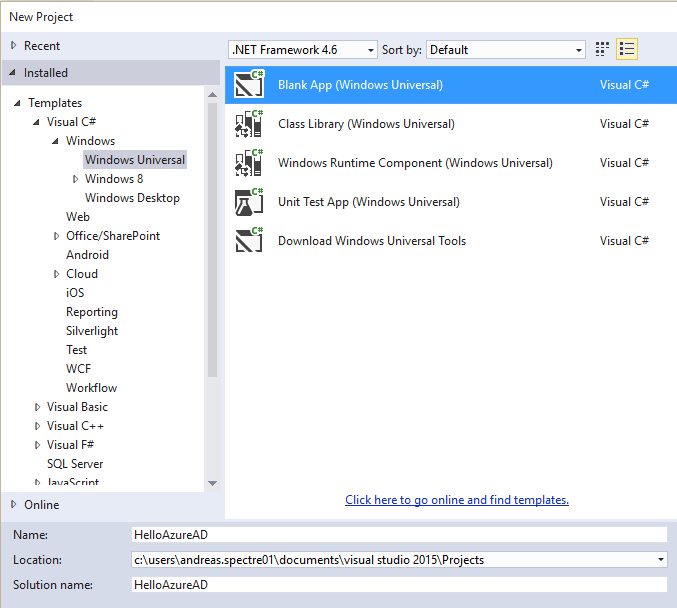 New Project
Recent
.NET Framework 4.6 Sort by: Default
Installed
Templates
Visual C#
Windows
Windows Universal
Windows 8
Windows Desktop
Web
Office/SharePoint
Android
Cloud
iOS
Reporting
Silverlight
Test
WCF
Workflow
Visual Basic
Visual C++
Visual F#
SQL Server
JavaScript
Online
C# Blank App (Windows Universal) Visual C#
C# Class Library (Windows Universal) Visual C#
C# Windows Runtime Component (Windows Universal) Visual C#
C# Unit Test App (Windows Universal) Visual C#
C# Download Windows Universal Tools Visual C#
Click here to go online and find templates.
Name: HelloAzureAD
Location: c:\users\andreas.spectre01\documents\visual studio 2015\Projects
Solution name: HelloAzureAD